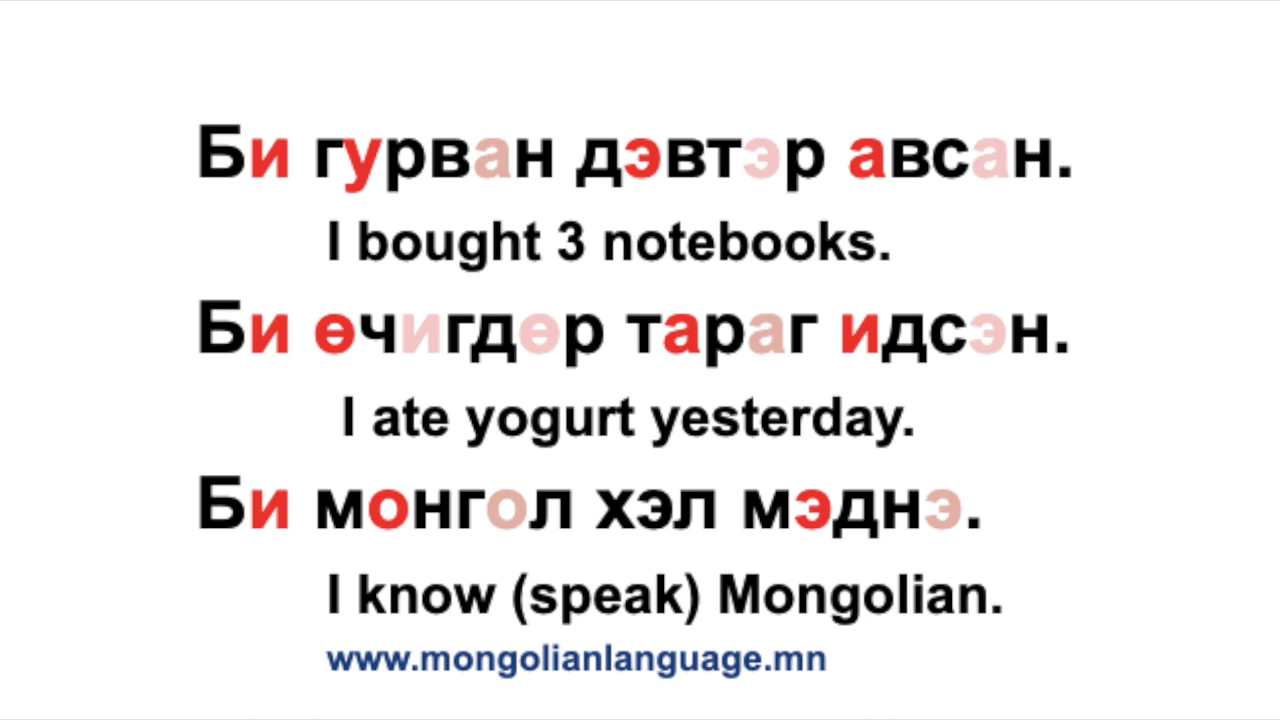 Би гурван дэвтэр авсан.
I bought 3 notebooks.
Би өчигдөр тараг идсэн.
I ate yogurt yesterday.
Би монгол хэл мэднэ.
I know (speak) Mongolian.
www.mongolianlanguage.mn